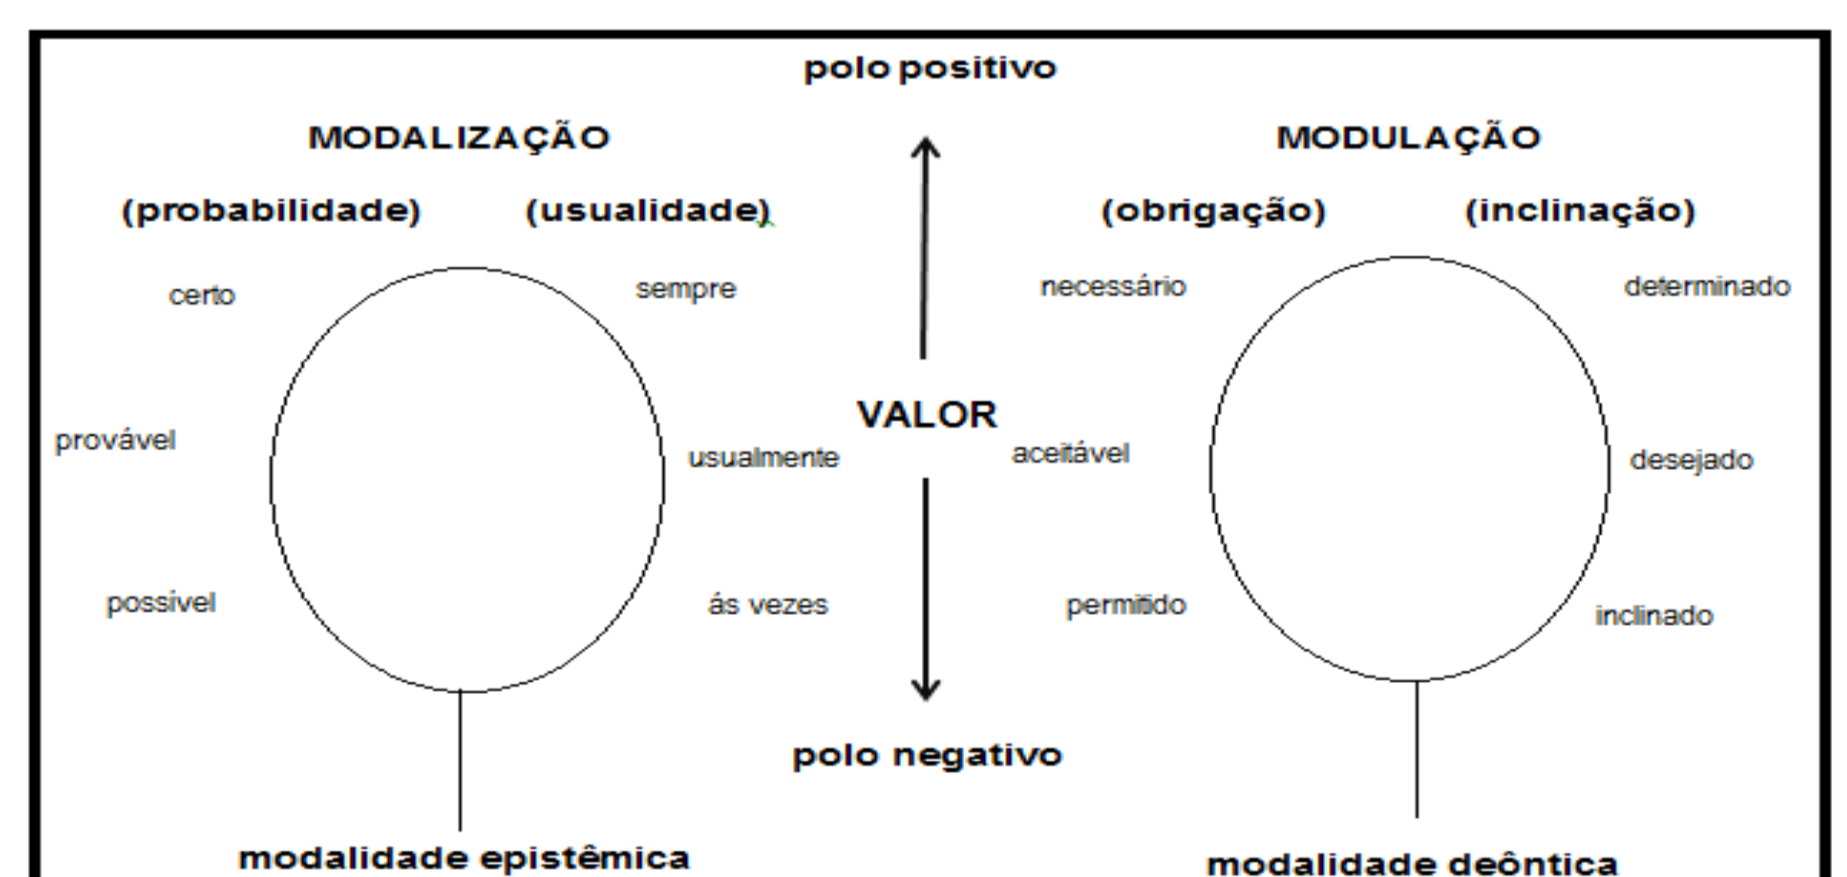 polo positivo
MODALIZAÇÃO
MODULAÇÃO
(probabilidade) (usualidade)
(obrigação) (inclinação)
certo
sempre
necessário
determinado
VALOR
provável
usualmente
aceitável
desejado
possível
ás vezes
permitido
inclinado
polo negativo
modalidade epistêmica
modalidade deôntica